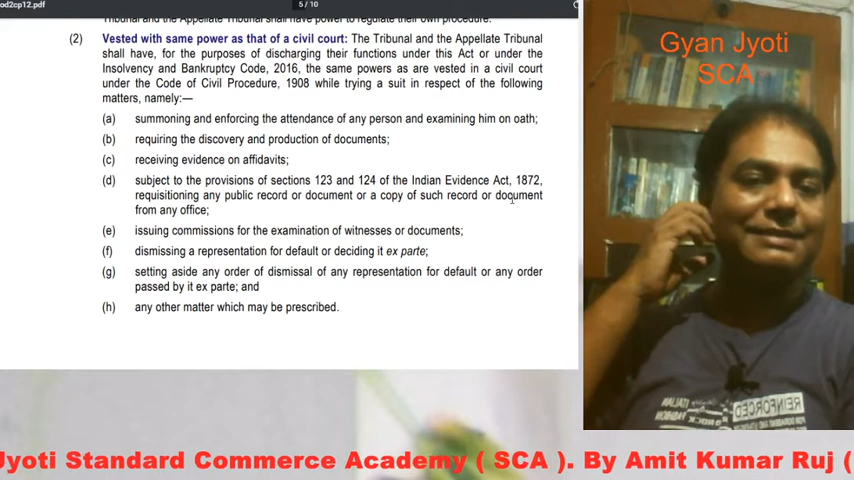 od2cp12.pdf
5 / 10
Tribunal and the Appellate Tribunal shall have power to regulate their own procedure.
(2) Vested with same power as that of a civil court: The Tribunal and the Appellate Tribunal
shall have, for the purposes of discharging their functions under this Act or under the
Insolvency and Bankruptcy Code, 2016, the same powers as are vested in a civil court
under the Code of Civil Procedure, 1908 while trying a suit in respect of the following
matters, namely:—
(a) summoning and enforcing the attendance of any person and examining him on oath;
(b) requiring the discovery and production of documents;
(c) receiving evidence on affidavits;
(d) subject to the provisions of sections 123 and 124 of the Indian Evidence Act, 1872,
requisitioning any public record or document or a copy of such record or document
from any office;
(e) issuing commissions for the examination of witnesses or documents;
(f) dismissing a representation for default or deciding it ex parte;
(g) setting aside any order of dismissal of any representation for default or any order
passed by it ex parte; and
(h) any other matter which may be prescribed.
Gyan Jyoti
SCA
REINFORCED
ITALIAN
FASHION
Jyoti Standard Commerce Academy ( SCA ). By Amit Kumar Ruj (